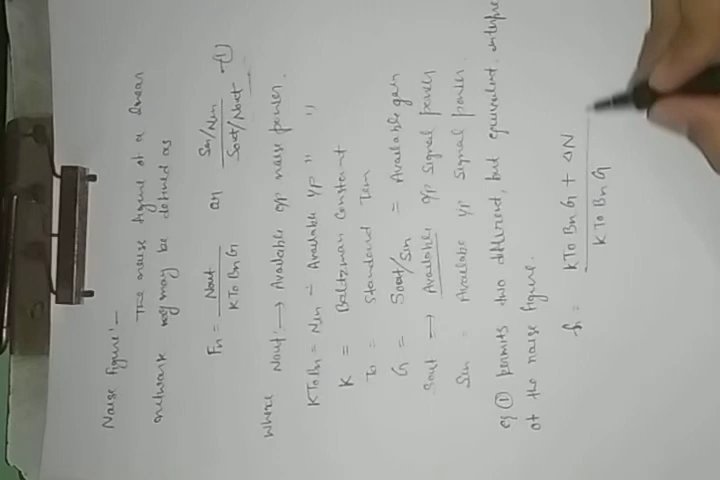 Noise Figure:-
The noise figure of a linear
network may be defined as
Fn = Nout / KTo Bn G or Sin/Nin / Sout/Nout -①
Where Nout → Available o/p noise power.
KToBn = Nin = Available i/p " "
K = Boltzman Constant
To = Standard Tem
G = Sout/Sin = Available gain
Sout → Available o/p signal power
Sin = Availabe i/p signal power.
eq ① permits two different, but equivalent
of the noise figure.
KTo Bn G + ΔN / KTo Bn G